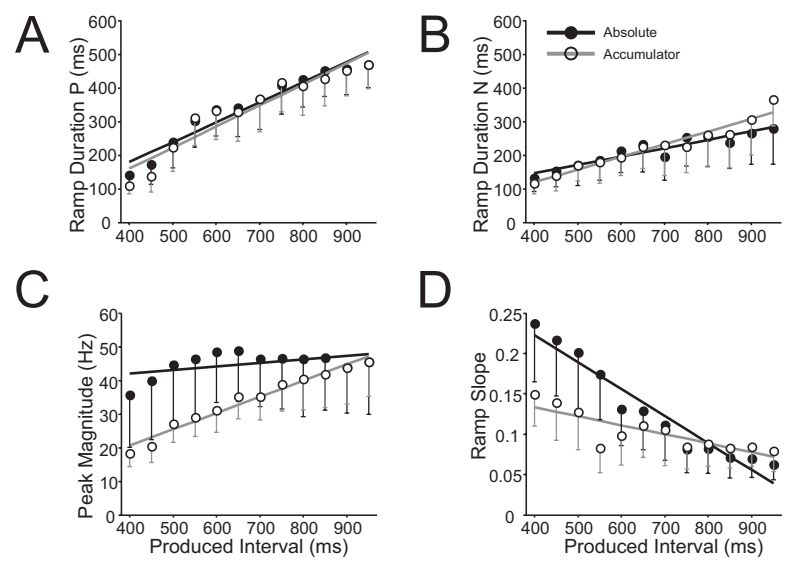 A
Ramp Duration P (ms)
600
500
400
300
200
100
0
400 500 600 700 800 900
B
Ramp Duration N (ms)
600
500
400
300
200
100
0
400 500 600 700 800 900
Absolute
Accumulator
C
Peak Magnitude (Hz)
60
50
40
30
20
10
0
400 500 600 700 800 900
Produced Interval (ms)
D
Ramp Slope
0.25
0.2
0.15
0.1
0.05
0
400 500 600 700 800 900
Produced Interval (ms)